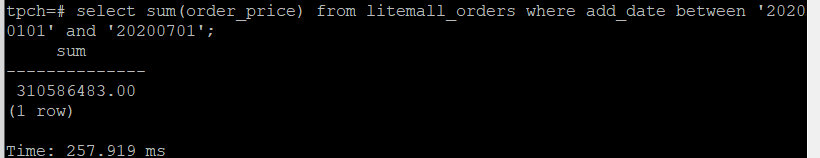 tpch=# select sum(order_price) from litemall_orders where add_date between '2020
0101' and '20200701';
     sum
--------------
 310586483.00
(1 row)

Time: 257.919 ms